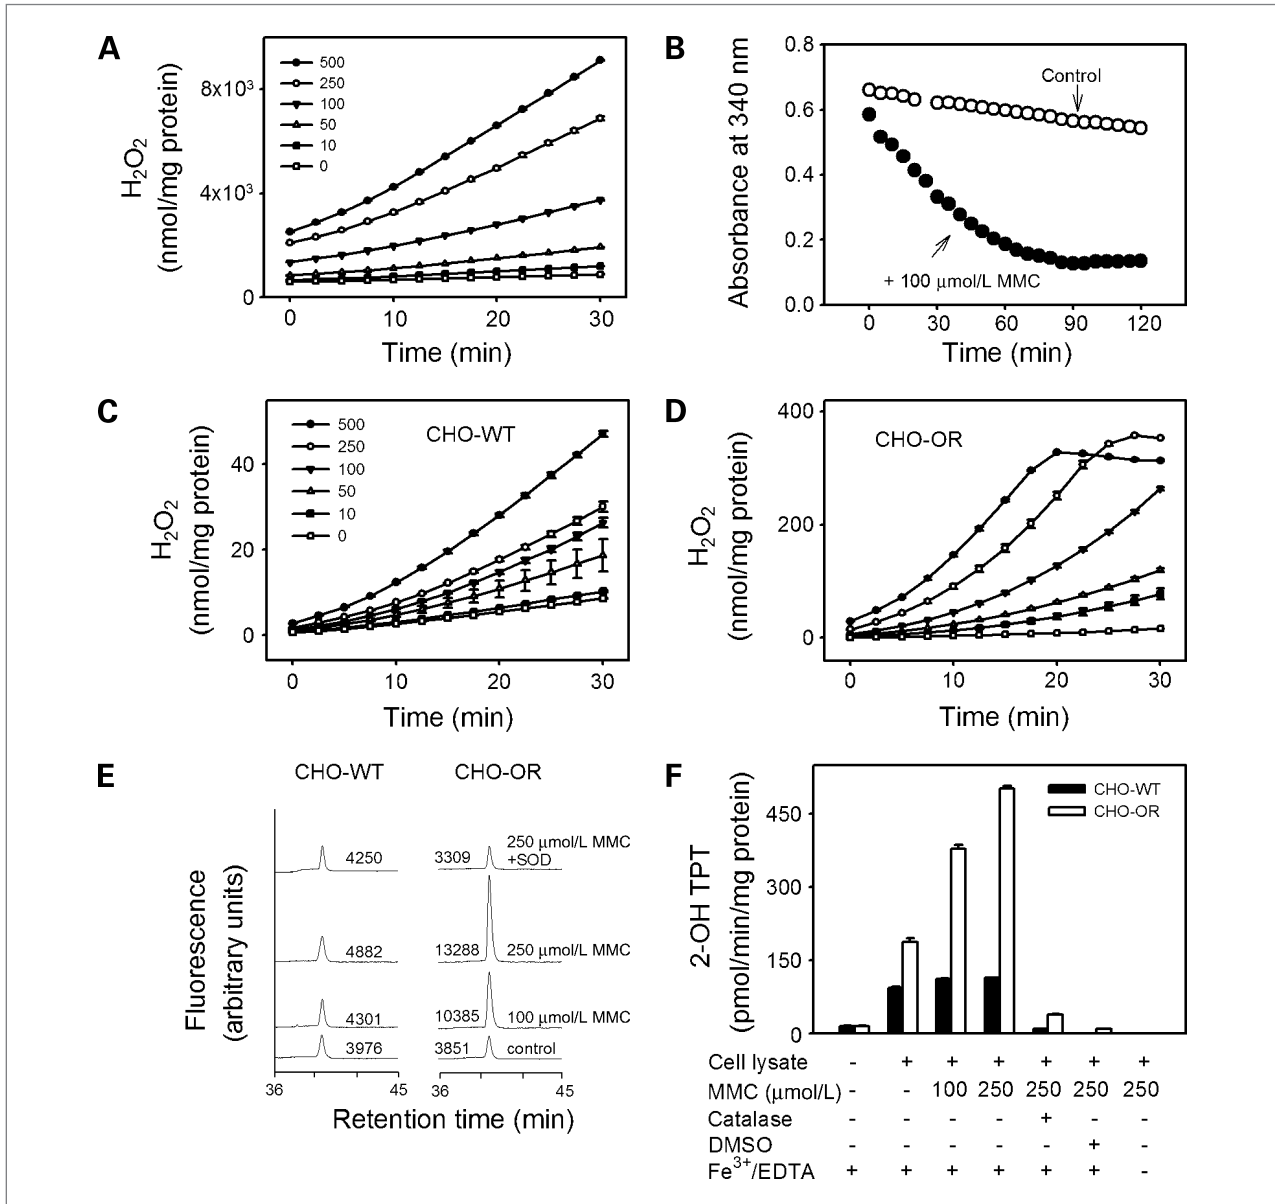 A
H2O2
(nmol/mg protein)
8x10³
4x10³
0
500
250
100
50
10
0
0 10 20 30
Time (min)
B
Absorbance at 340 nm
0.8
0.6
0.4
0.2
0.0
Control
+ 100 μmol/L MMC
0 30 60 90 120
Time (min)
C
H2O2
(nmol/mg protein)
40
20
0
500
250
100
50
10
0
CHO-WT
0 10 20 30
Time (min)
D
H2O2
(nmol/mg protein)
400
200
0
CHO-OR
0 10 20 30
Time (min)
E
CHO-WT CHO-OR
Fluorescence
(arbitrary units)
4250 3309 250 μmol/L MMC
+SOD
4882 13288 250 μmol/L MMC
4301 10385 100 μmol/L MMC
3976 3851 control
36 45 36 45
Retention time (min)
F
2-OH TPT
(pmol/min/mg protein)
450
300
150
0
CHO-WT
CHO-OR
Cell lysate - + + + + + +
MMC (μmol/L) - - 100 250 250 250 250
Catalase - - - - + - -
DMSO - - - - - + -
Fe3+/EDTA + + + + + + -